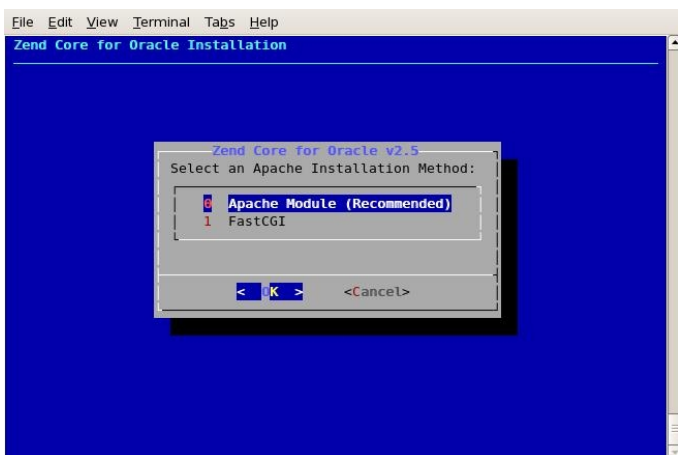 File Edit View Terminal Tabs Help
Zend Core for Oracle Installation
Zend Core for Oracle v2.5
Select an Apache Installation Method:
0 Apache Module (Recommended)
1 FastCGI
< OK > <Cancel>